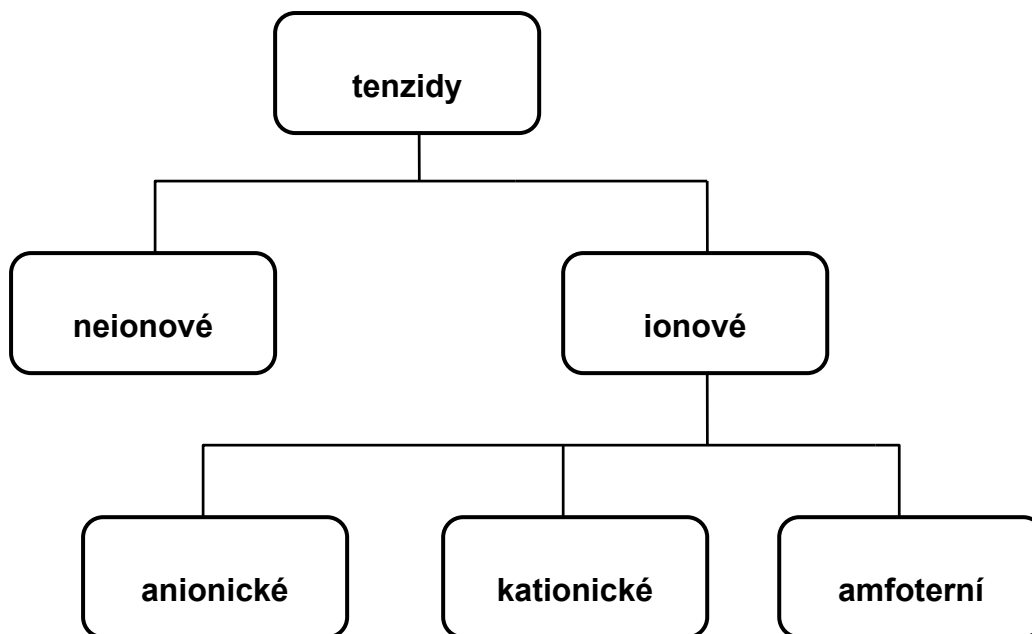 tenzidy
neionové
ionové
anionické
kationické
amfoterní